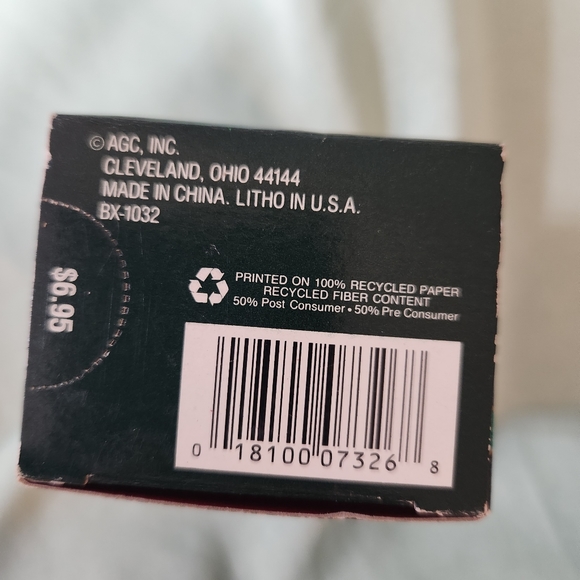 © AGC, INC.
CLEVELAND, OHIO 44144
MADE IN CHINA. LITHO IN U.S.A.
BX-1032
$6.95
PRINTED ON 100% RECYCLED PAPER
RECYCLED FIBER CONTENT
50% Post Consumer • 50% Pre Consumer
0 18100 07326 8